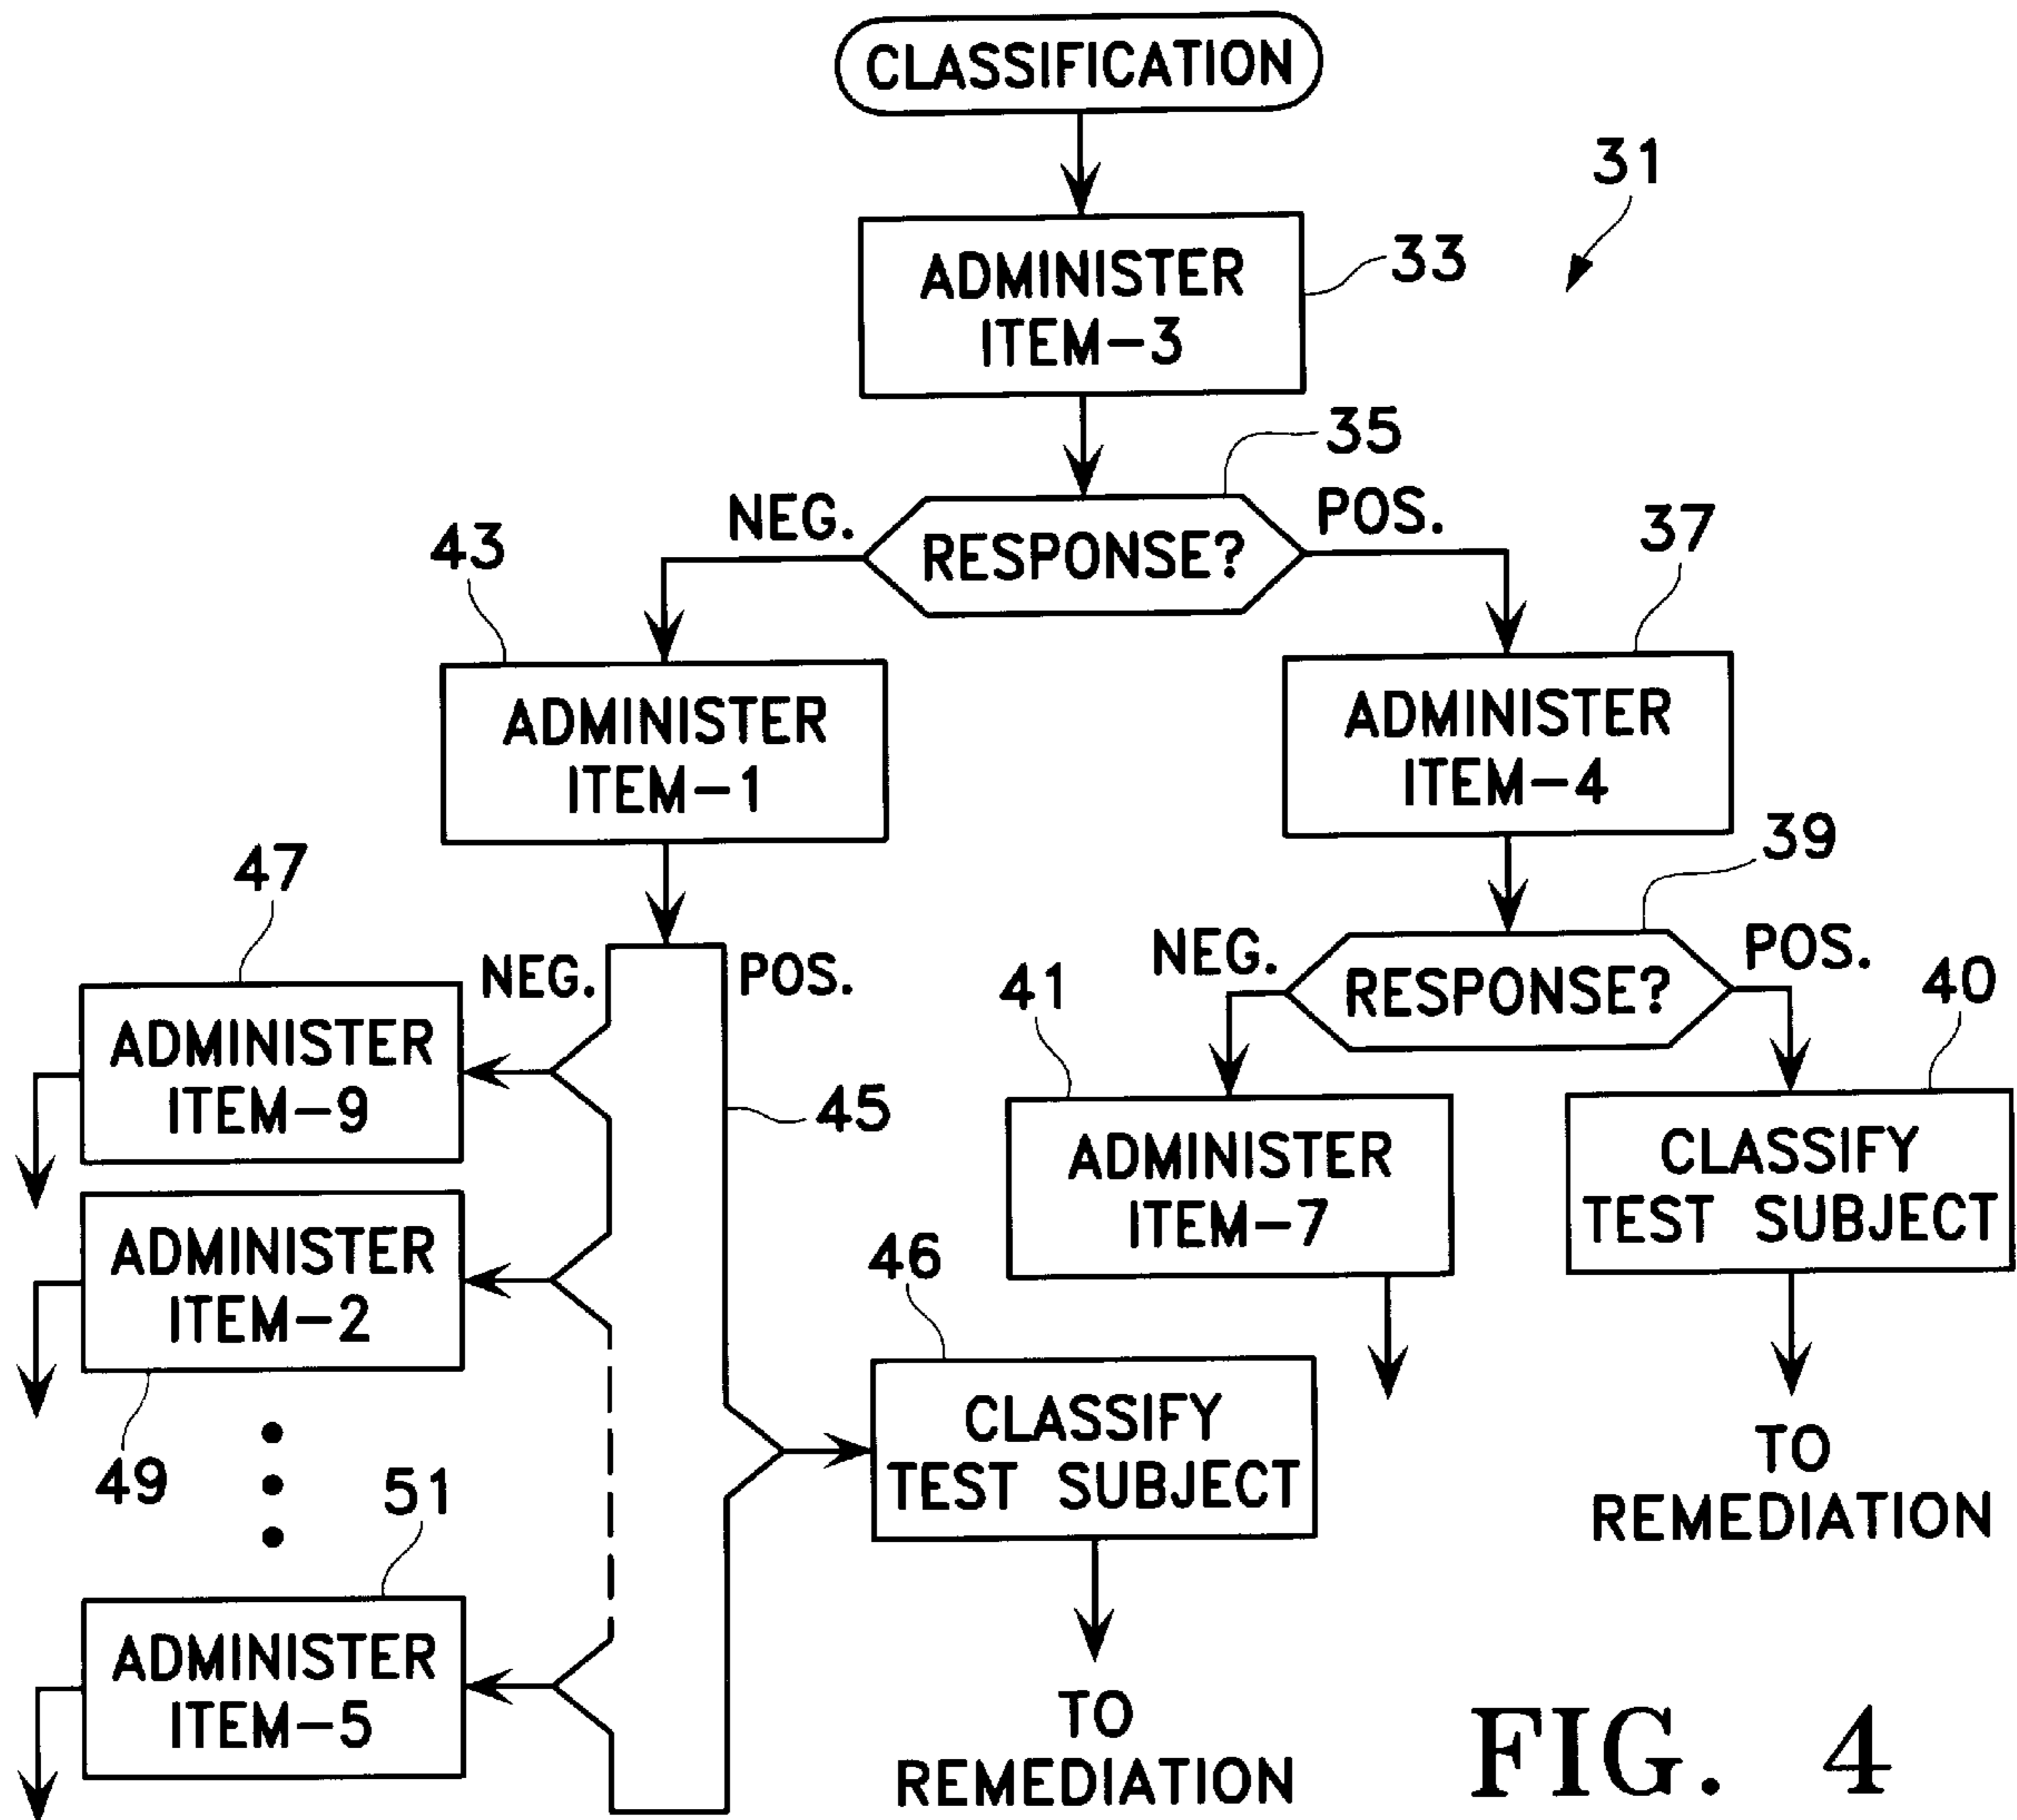 CLASSIFICATION
31
ADMINISTER
ITEM-3
33
35
NEG.
RESPONSE?
POS.
43
37
ADMINISTER
ITEM-1
ADMINISTER
ITEM-4
47
39
NEG.
POS.
NEG.
RESPONSE?
POS.
41
40
ADMINISTER
ITEM-9
45
ADMINISTER
ITEM-7
CLASSIFY
TEST SUBJECT
ADMINISTER
ITEM-2
46
49
51
CLASSIFY
TEST SUBJECT
TO
REMEDIATION
ADMINISTER
ITEM-5
TO
REMEDIATION
FIG. 4